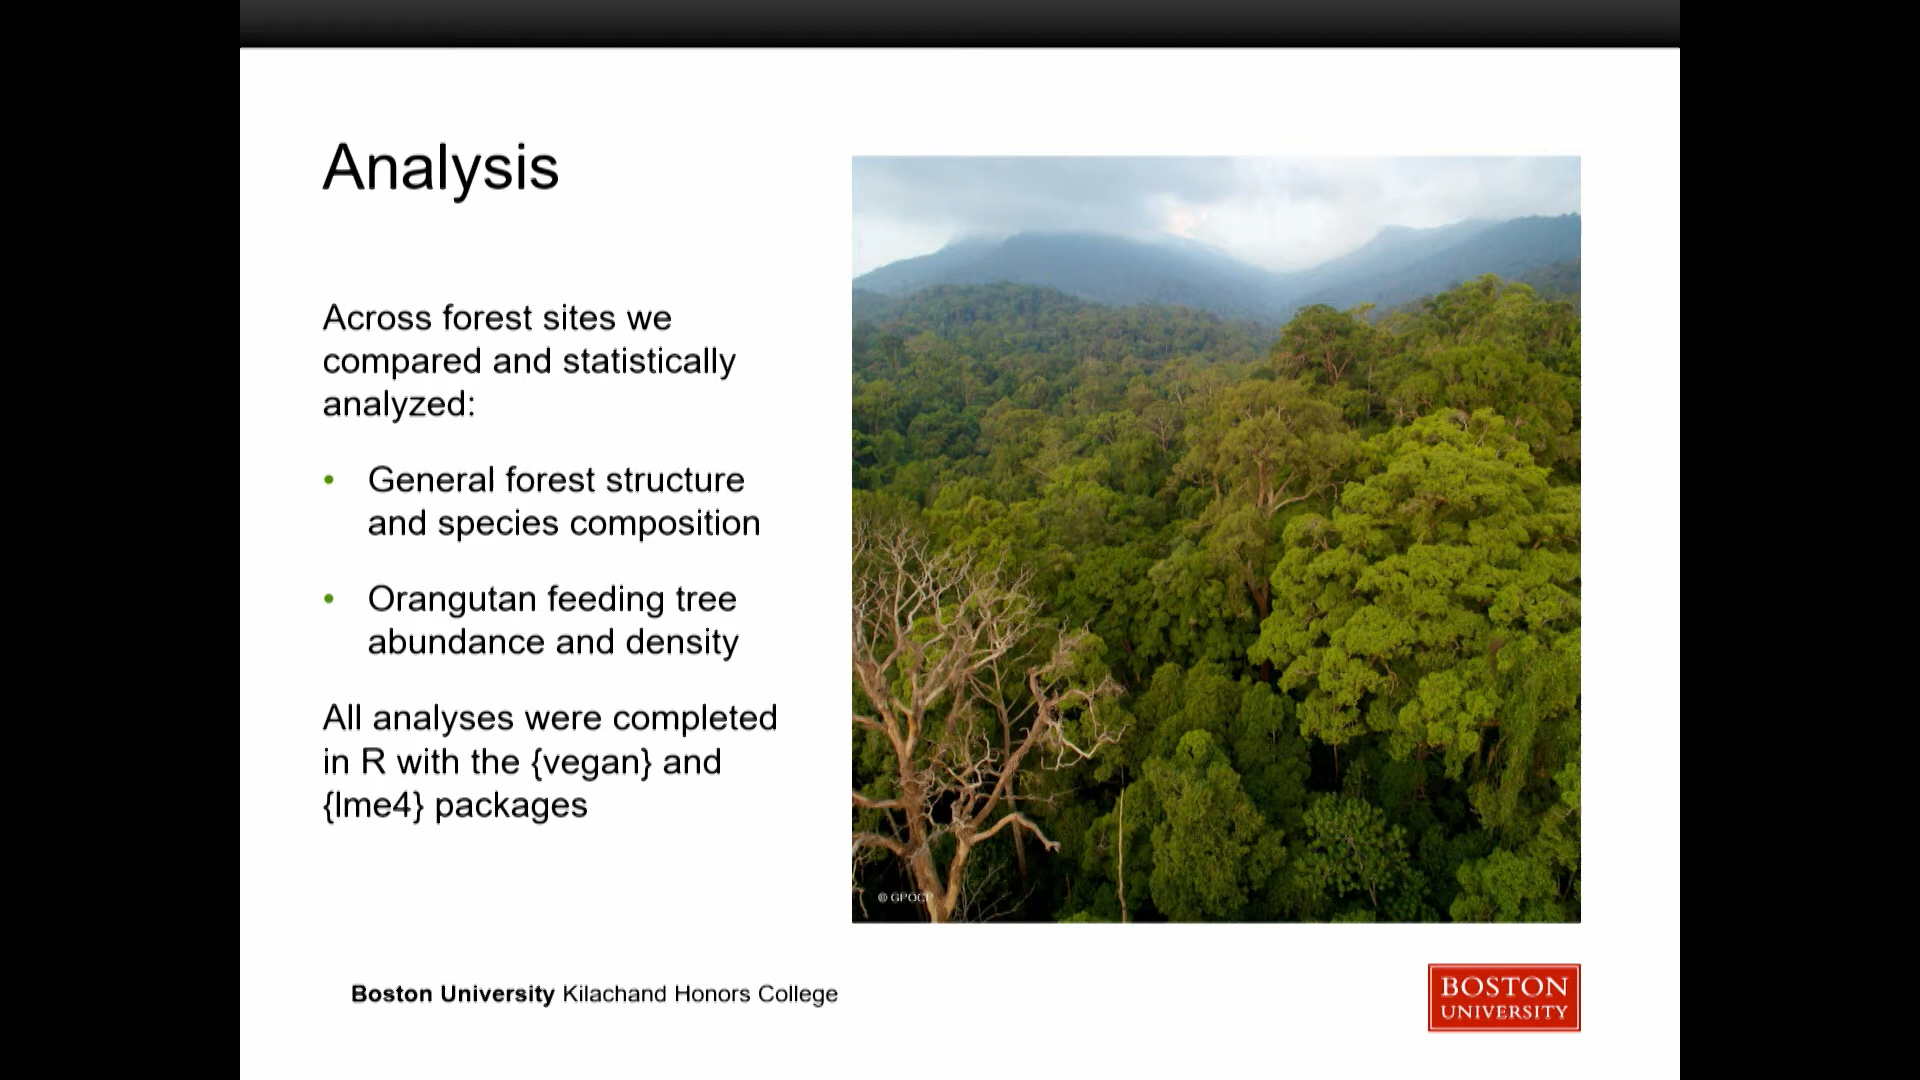 Analysis
Across forest sites we
compared and statistically
analyzed:
• General forest structure
and species composition
• Orangutan feeding tree
abundance and density
All analyses were completed
in R with the {vegan} and
{lme4} packages
© GPOCP
Boston University Kilachand Honors College
BOSTON
UNIVERSITY